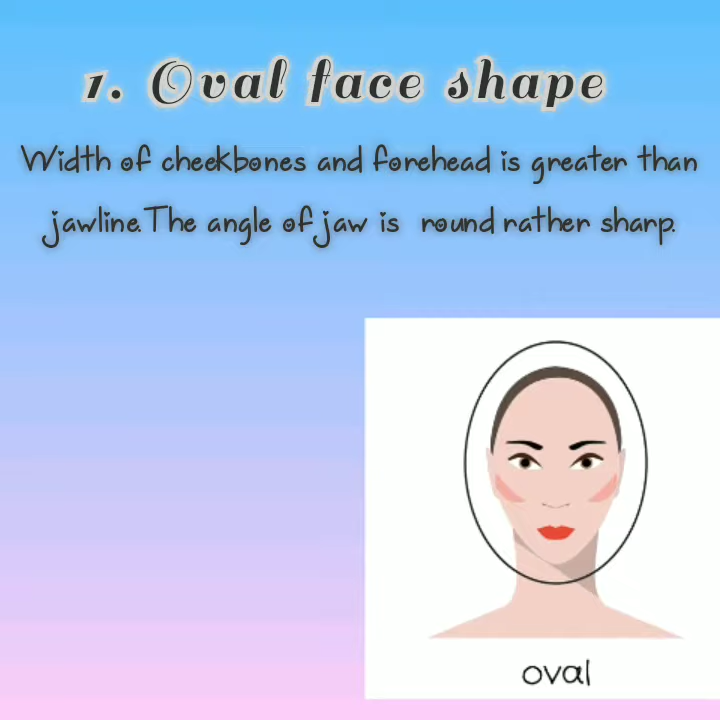 1. Oval face shape
Width of cheekbones and forehead is greater than
jawline.The angle of jaw is round rather sharp.
oval